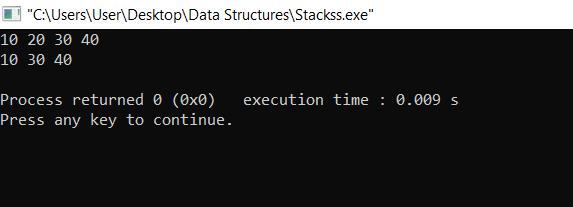 "C:\Users\User\Desktop\Data Structures\Stackss.exe"
10 20 30 40
10 30 40
Process returned 0 (0x0)   execution time : 0.009 s
Press any key to continue.